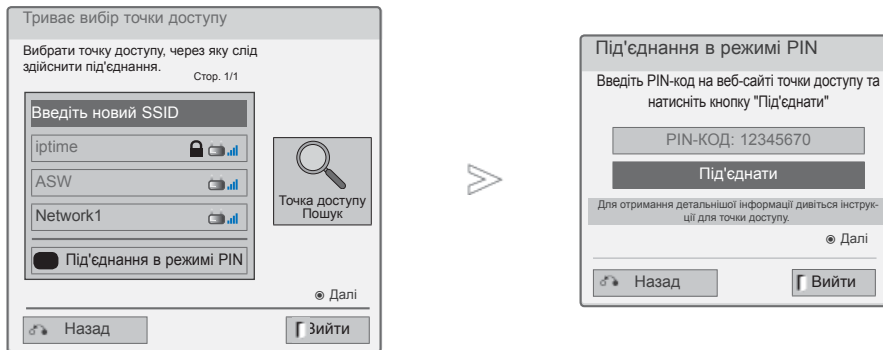 Триває вибір точки доступу
Вибрати точку доступу, через яку слід
здійснити під'єднання.
Стор. 1/1
Введіть новий SSID
iptime
ASW
Network1
Під'єднання в режимі PIN
Точка доступу
Пошук
Далі
Назад
Вийти
Під'єднання в режимі PIN
Введіть PIN-код на веб-сайті точки доступу та
натисніть кнопку "Під'єднати"
PIN-КОД: 12345670
Під'єднати
Для отримання детальнішої інформації дивіться інструк-
ції для точки доступу.
Далі
Назад
Вийти